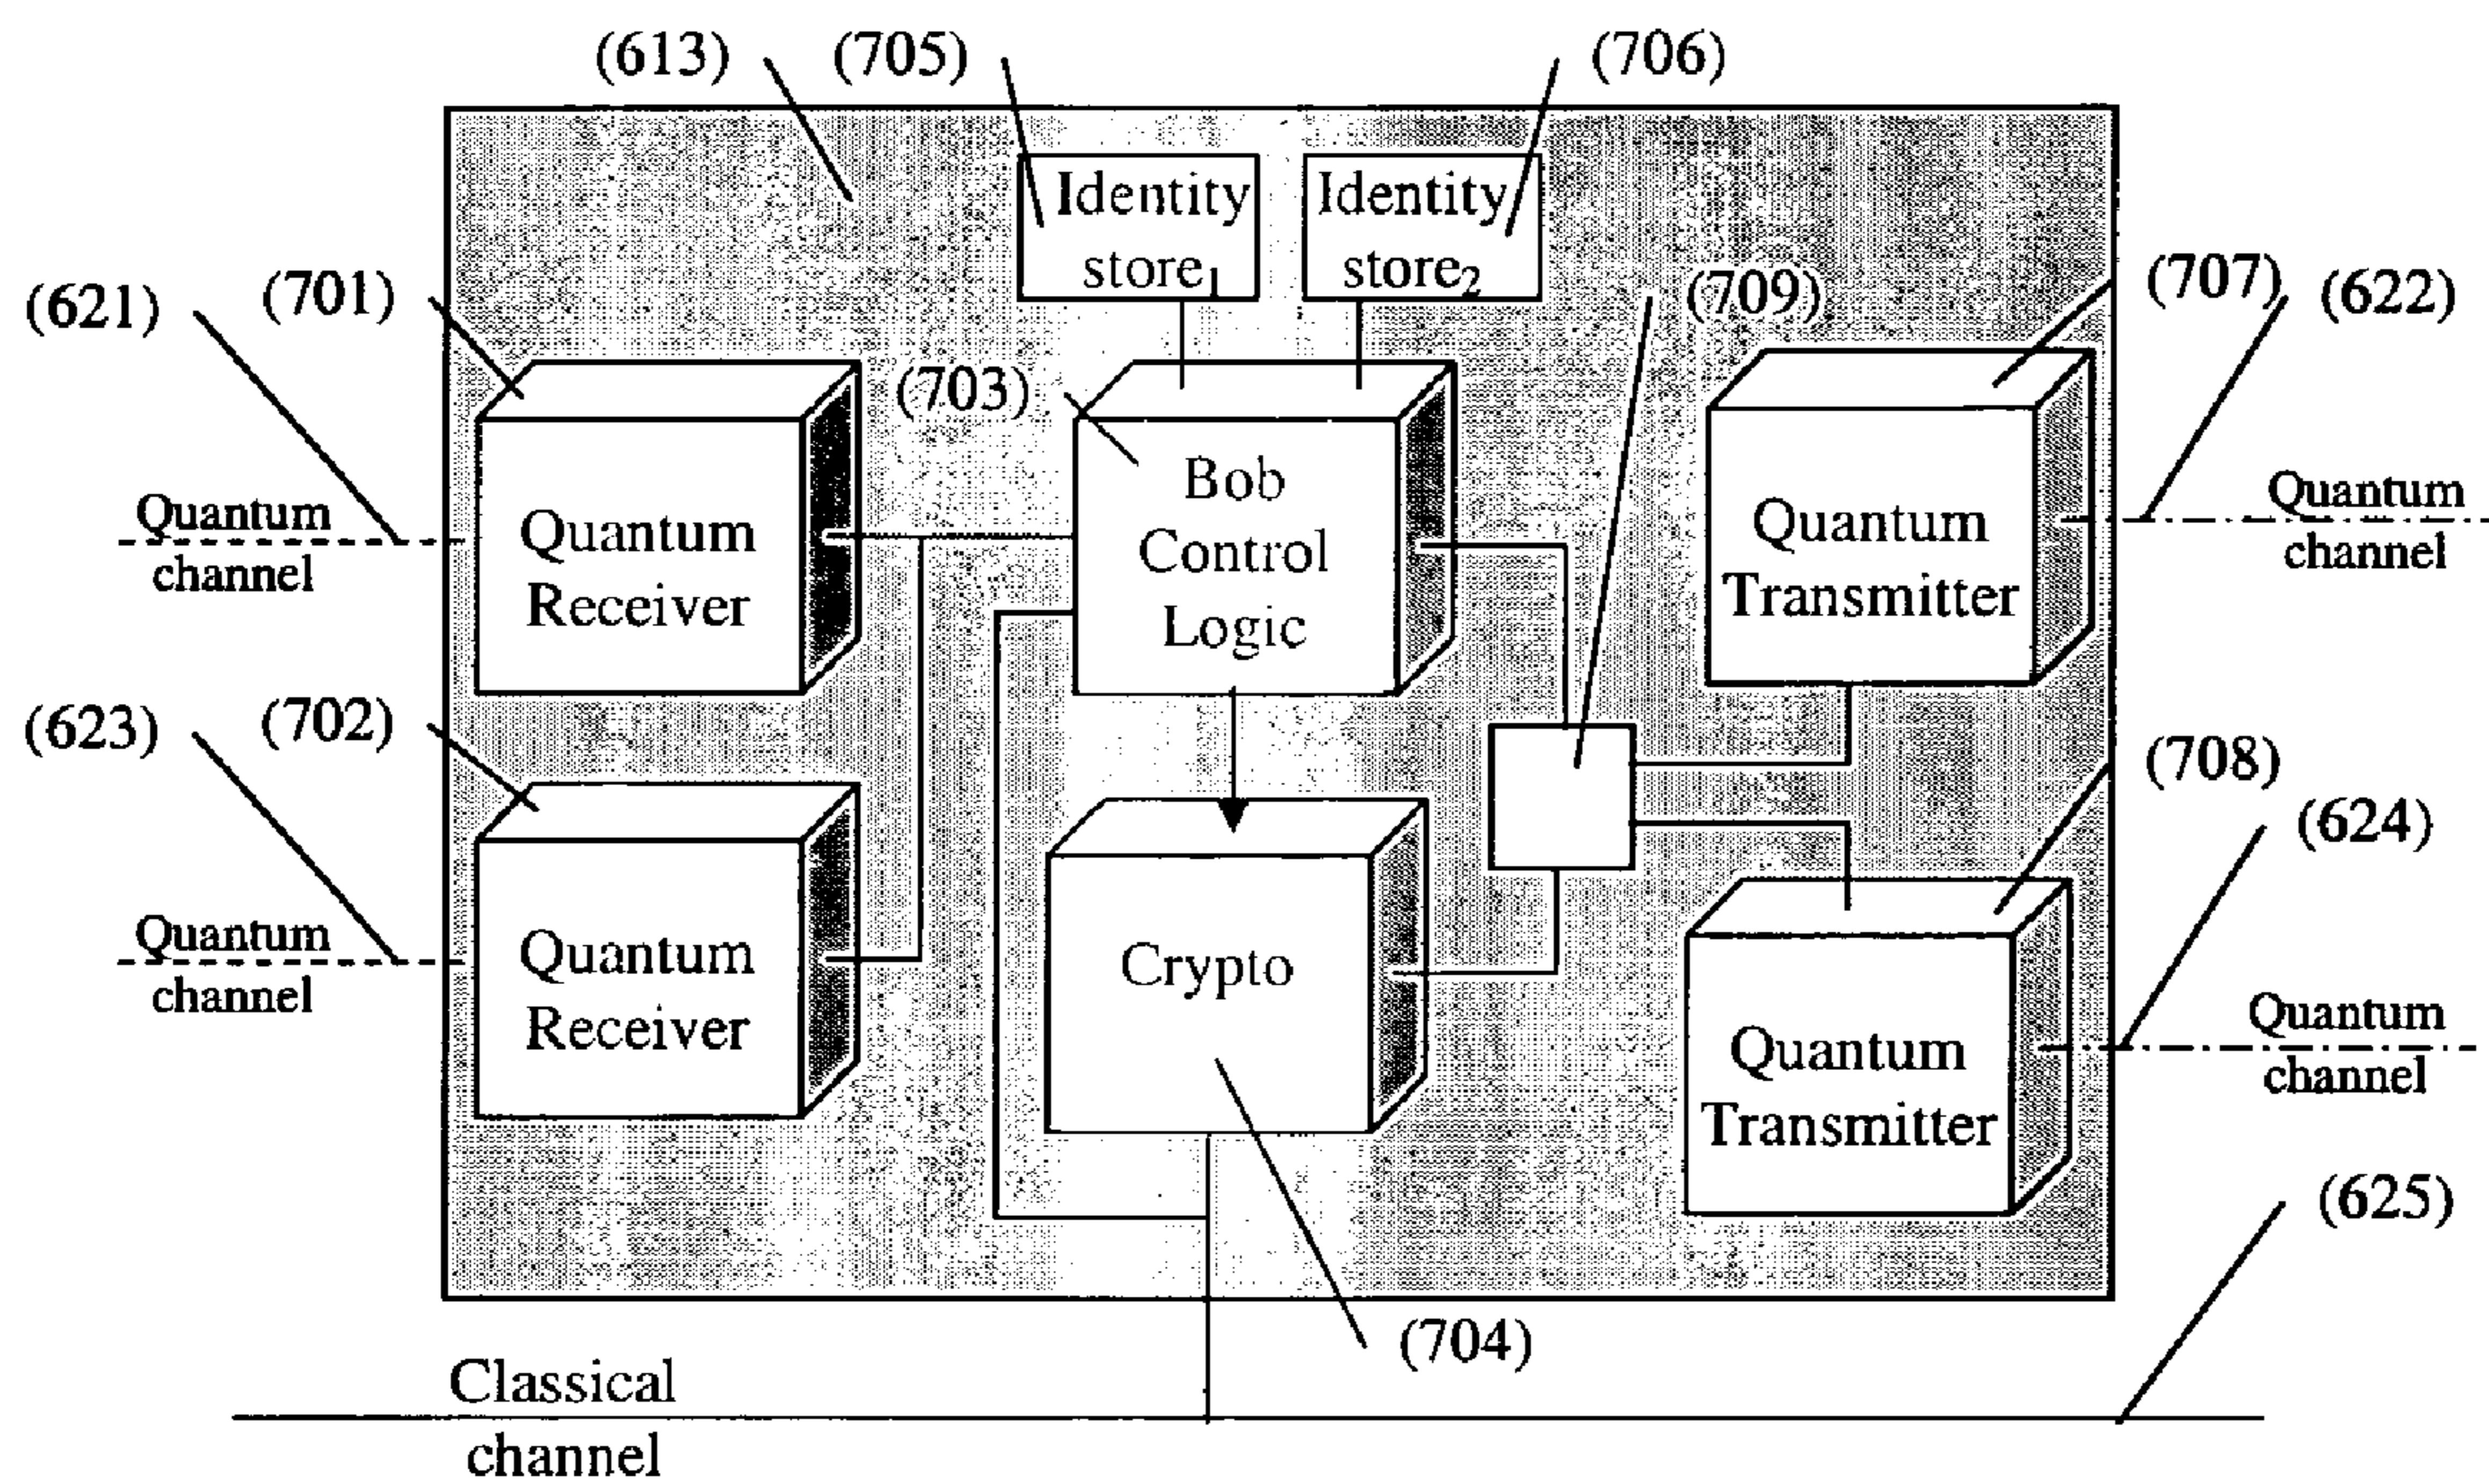 (613) (705) (706)
Identity
store1
Identity
store2
(621) (701) (709) (707) (622)
(703)
Quantum
channel
Quantum
Receiver
Bob
Control
Logic
Quantum
Transmitter
Quantum
channel
(623) (702) (708)
(624)
Quantum
channel
Quantum
Receiver
Crypto
Quantum
Transmitter
Quantum
channel
(625)
(704)
Classical
channel